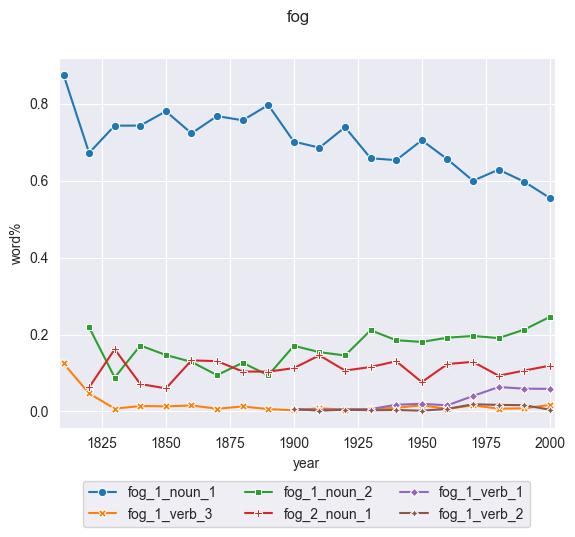 fog
0.8
0.6
0.4
0.2
0.0
word%
1825 1850 1875 1900 1925 1950 1975 2000
year
fog_1_noun_1 fog_1_noun_2 fog_1_verb_1
fog_1_verb_3 fog_2_noun_1 fog_1_verb_2